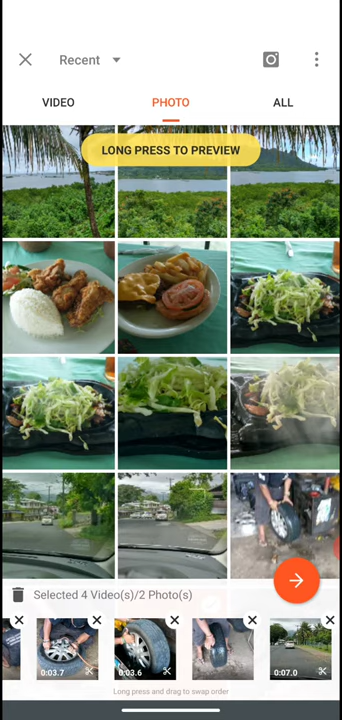 Recent
VIDEO
PHOTO
ALL
LONG PRESS TO PREVIEW
Selected 4 Video(s)/2 Photo(s)
0:03.7
0:03.6
0:07.0
Long press and drag to swap order